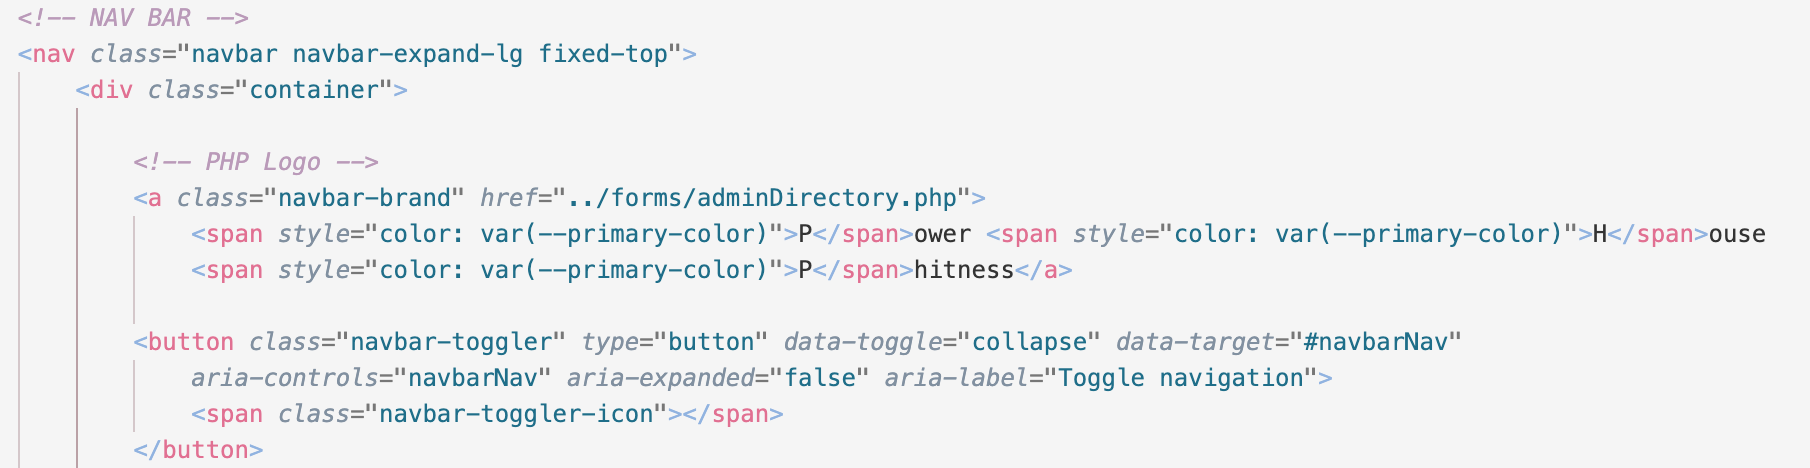 <!-- NAV BAR -->
<nav class="navbar navbar-expand-lg fixed-top">
<div class="container">
<!-- PHP Logo -->
<a class="navbar-brand" href="../forms/adminDirectory.php">
<span style="color: var(--primary-color)">P</span>ower <span style="color: var(--primary-color)">H</span>ouse
<span style="color: var(--primary-color)">P</span>hitness</a>
<button class="navbar-toggler" type="button" data-toggle="collapse" data-target="#navbarNav"
aria-controls="navbarNav" aria-expanded="false" aria-label="Toggle navigation">
<span class="navbar-toggler-icon"></span>
</button>